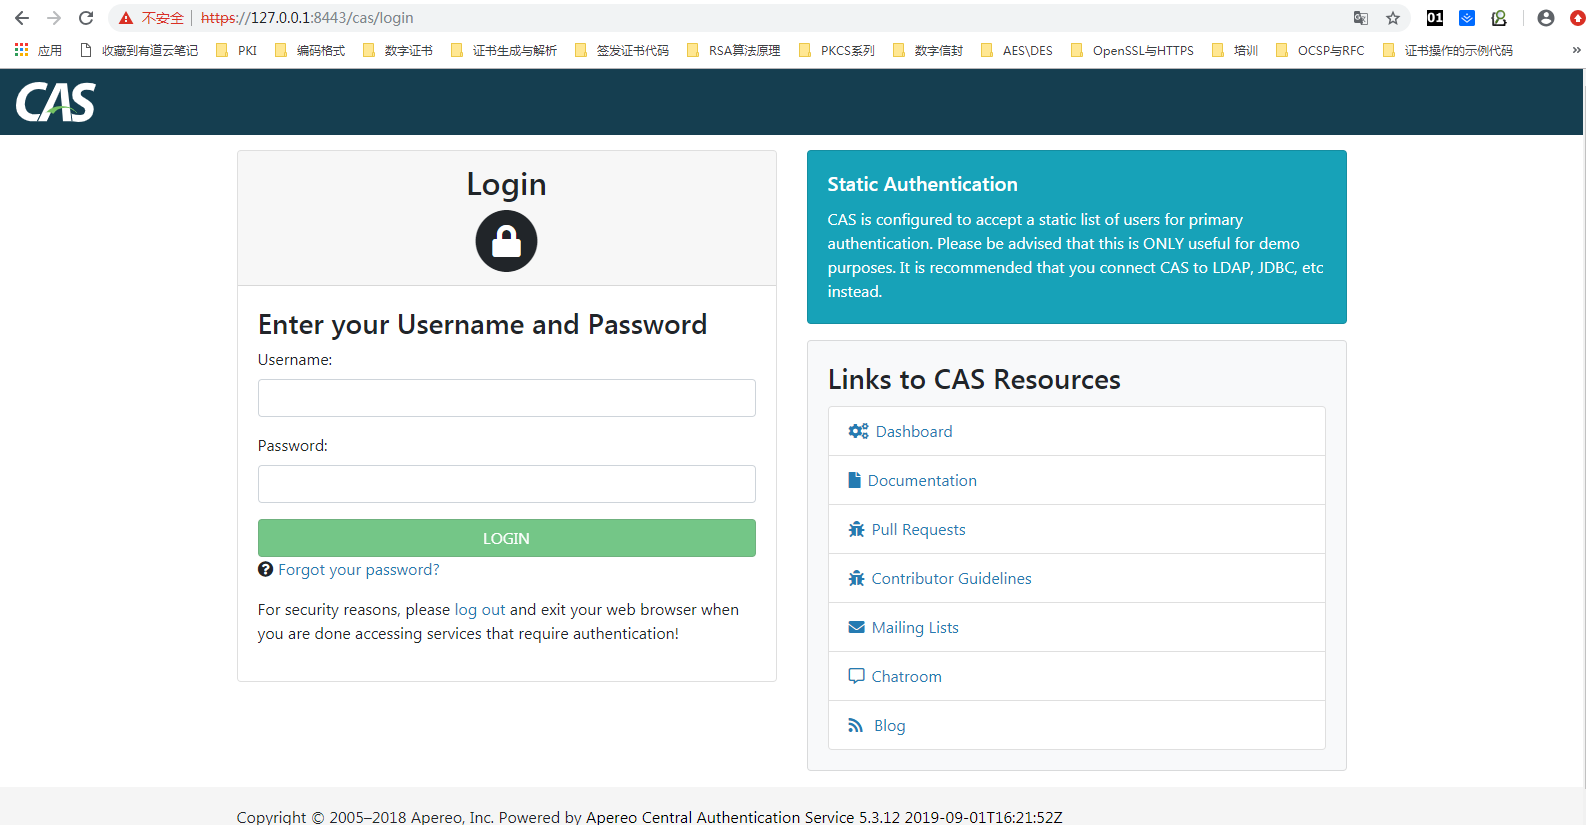 不安全 | https://127.0.0.1:8443/cas/login
应用 收藏到有道云笔记 PKI 编码格式 数字证书 证书生成与解析 签发证书代码 RSA算法原理 PKCS系列 数字信封 AES\DES OpenSSL与HTTPS 培训 OCSP与RFC 证书操作的示例代码 »
CAS
Login
Enter your Username and Password
Username:
Password:
LOGIN
Forgot your password?
For security reasons, please log out and exit your web browser when
you are done accessing services that require authentication!
Static Authentication
CAS is configured to accept a static list of users for primary
authentication. Please be advised that this is ONLY useful for demo
purposes. It is recommended that you connect CAS to LDAP, JDBC, etc
instead.
Links to CAS Resources
Dashboard
Documentation
Pull Requests
Contributor Guidelines
Mailing Lists
Chatroom
Blog
Copyright © 2005–2018 Apereo, Inc. Powered by Apereo Central Authentication Service 5.3.12 2019-09-01T16:21:52Z